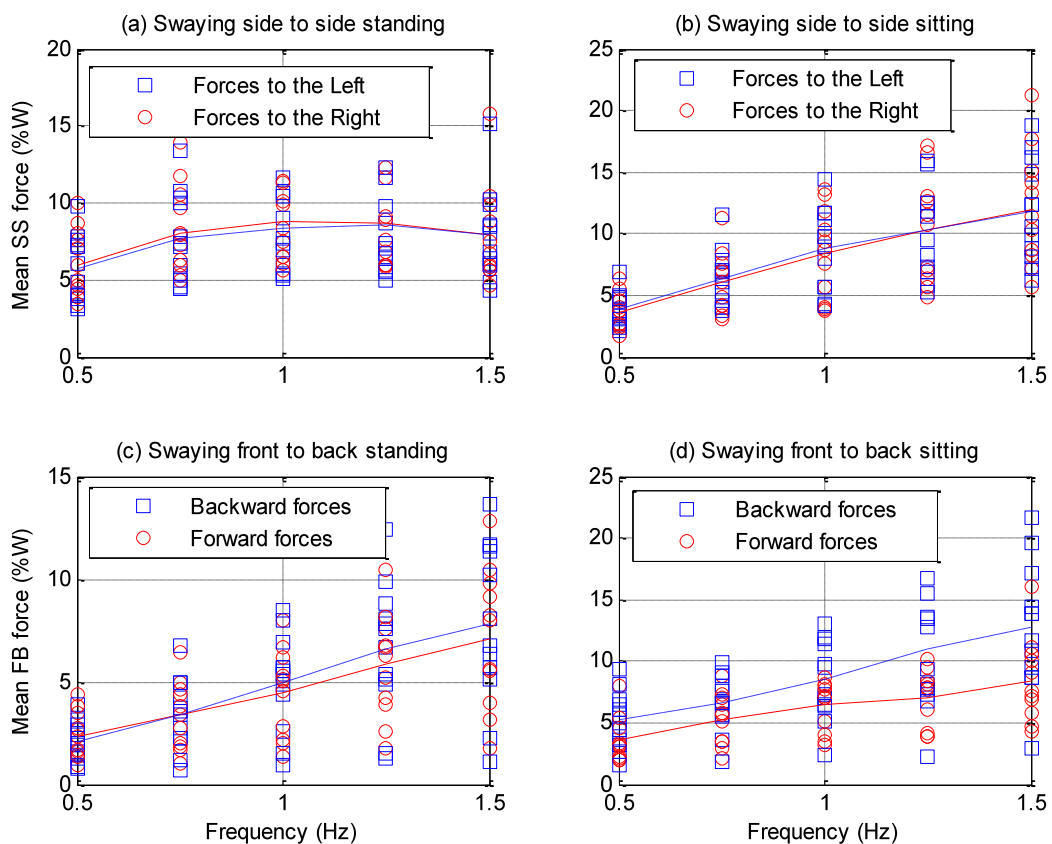 (a) Swaying side to side standing
20
15
10
5
0
Mean SS force (%W)
Forces to the Left
Forces to the Right
0.5 1 1.5
(b) Swaying side to side sitting
25
20
15
10
5
0
Forces to the Left
Forces to the Right
0.5 1 1.5
(c) Swaying front to back standing
15
10
5
0
Mean FB force (%W)
Backward forces
Forward forces
0.5 1 1.5
Frequency (Hz)
(d) Swaying front to back sitting
25
20
15
10
5
0
Backward forces
Forward forces
0.5 1 1.5
Frequency (Hz)